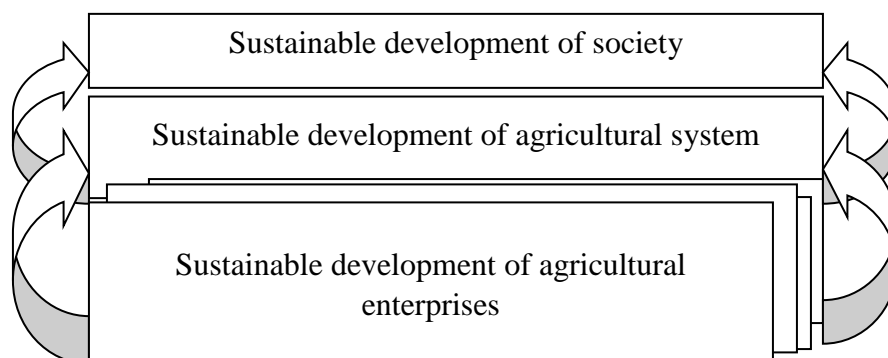 Sustainable development of society
Sustainable development of agricultural system
Sustainable development of agricultural
enterprises